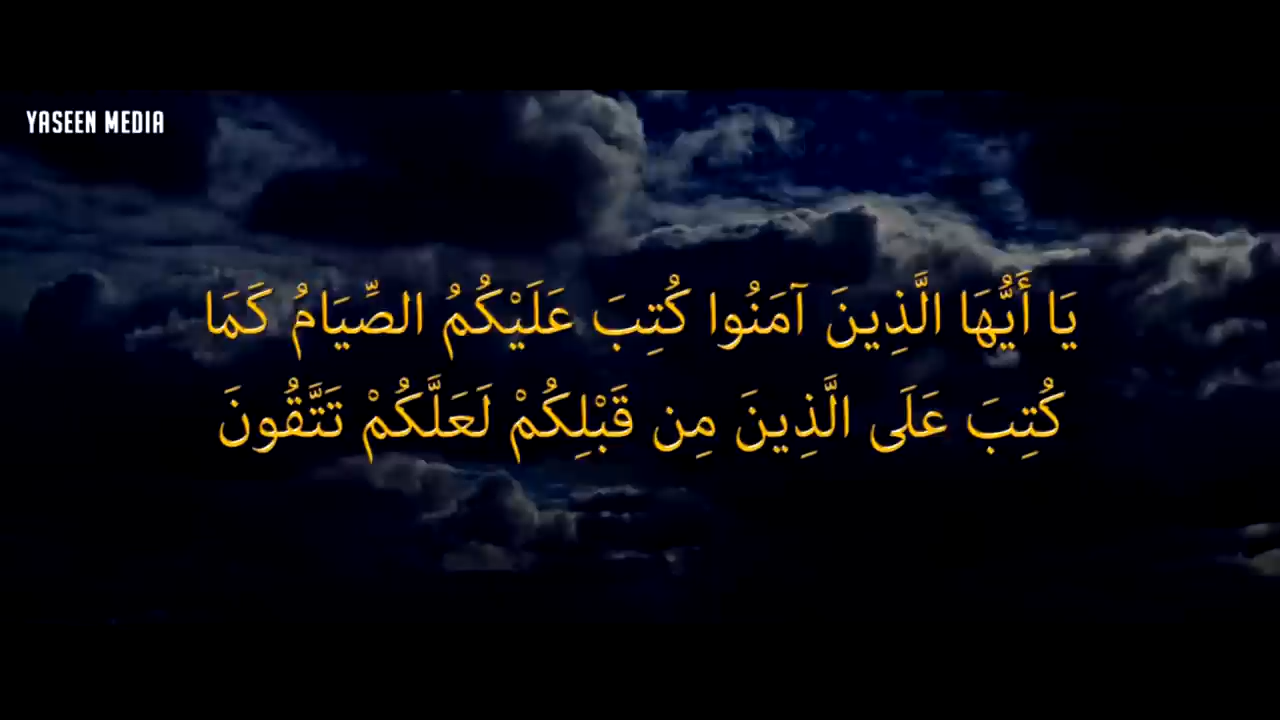 YASEEN MEDIA
يَا أَيُّهَا الَّذِينَ آمَنُوا كُتِبَ عَلَيْكُمُ الصِّيَامُ كَمَا
كُتِبَ عَلَى الَّذِينَ مِن قَبْلِكُمْ لَعَلَّكُمْ تَتَّقُونَ